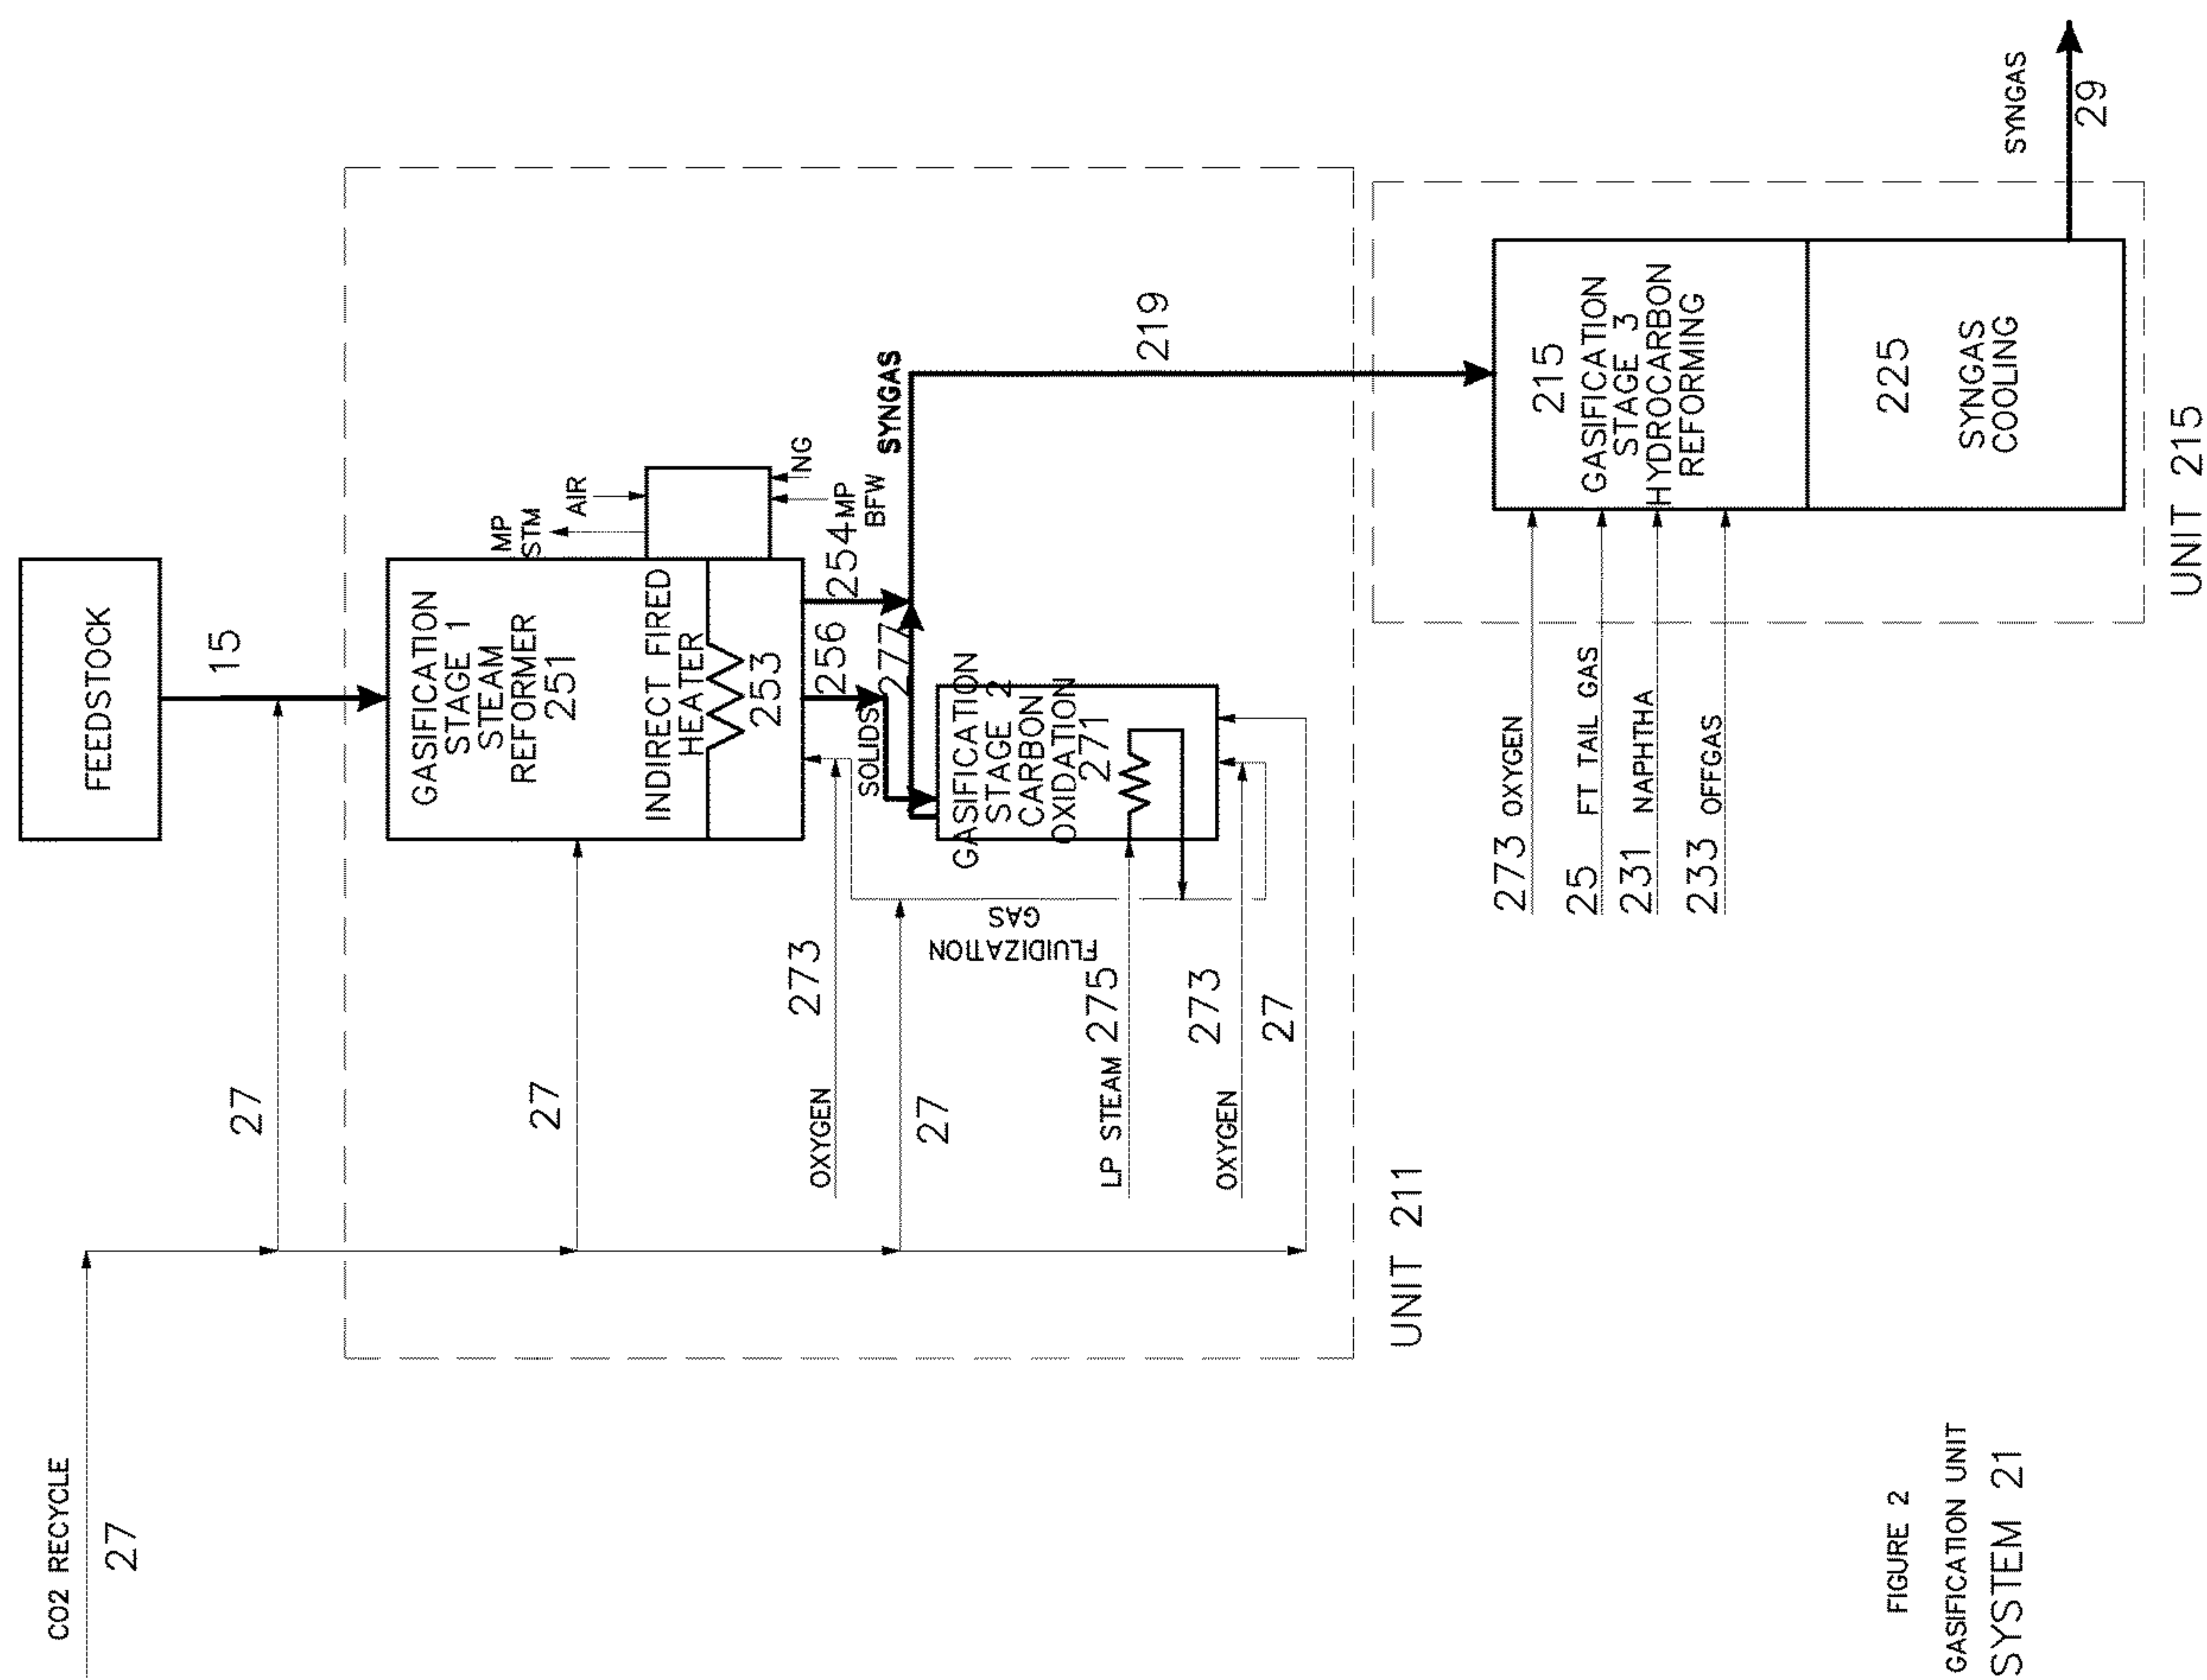 CO2 RECYCLE
27
FEEDSTOCK
15
27
GASIFICATION
STAGE 1
STEAM
REFORMER
251
INDIRECT FIRED
HEATER
253
MP
STM
AIR
NG
MP
BFW
27
OXYGEN
273
254
256
SOLIDS
277
SYNGAS
219
27
FLUIDIZATION
GAS
GASIFICATION
STAGE 2
CARBON
OXIDATION
271
LP STEAM 275
OXYGEN
273
27
UNIT 211
273 OXYGEN
25 FT TAIL GAS
231 NAPHTHA
233 OFFGAS
215
GASIFICATION
STAGE 3
HYDROCARBON
REFORMING
225
SYNGAS
COOLING
SYNGAS
29
UNIT 215
FIGURE 2
GASIFICATION UNIT
SYSTEM 21